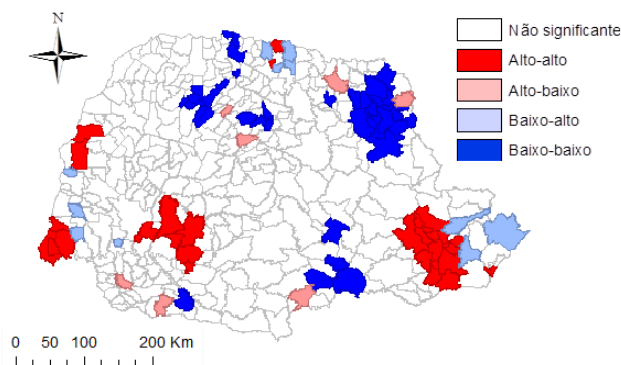 N
Não significante
Alto-alto
Alto-baixo
Baixo-alto
Baixo-baixo
0 50 100 200 Km